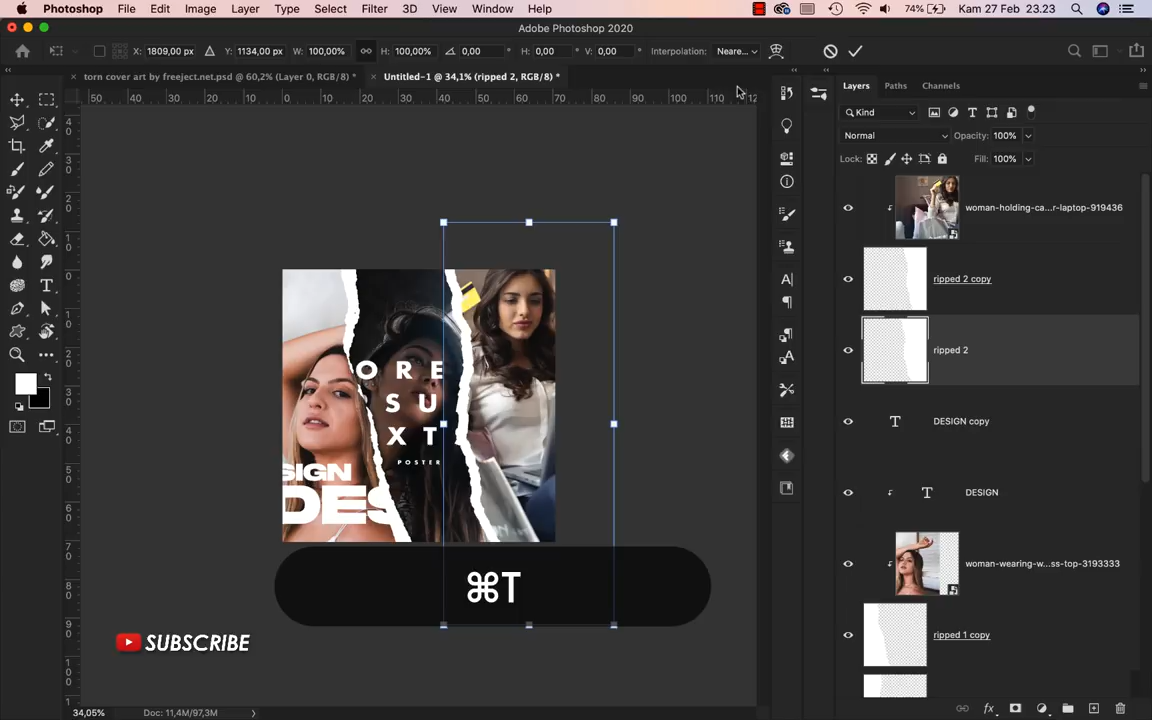 Photoshop File Edit Image Layer Type Select Filter 3D View Window Help 74% Kam 27 Feb 23.23
Adobe Photoshop 2020
X: 1809,00 px Y: 1134,00 px W: 100,00% H: 100,00% 0,00 ° H: 0,00 ° V: 0,00 ° Interpolation: Neare...
× torn cover art by freeject.net.psd @ 60,2% (Layer 0, RGB/8) * × Untitled-1 @ 34,1% (ripped 2, RGB/8) *
50 40 30 20 10 0 10 20 30 40 50 60 70 80 90 100 110 12
Layers Paths Channels
Kind
Normal Opacity: 100%
Lock: Fill: 100%
woman-holding-ca...r-laptop-919436
ripped 2 copy
ripped 2
DESIGN copy
DESIGN
woman-wearing-w...ss-top-3193333
ripped 1 copy
ORE
SU
XT
POSTER
SIGN
DES
⌘T
SUBSCRIBE
34,05% Doc: 11,4M/97,3M